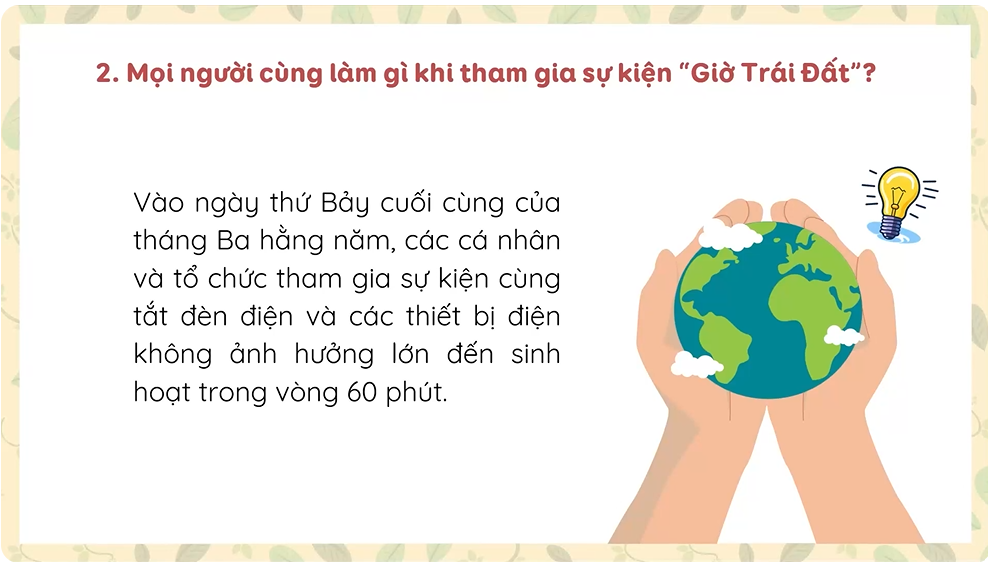 2. Mọi người cùng làm gì khi tham gia sự kiện “Giờ Trái Đất”?
Vào ngày thứ Bảy cuối cùng của
tháng Ba hằng năm, các cá nhân
và tổ chức tham gia sự kiện cùng
tắt đèn điện và các thiết bị điện
không ảnh hưởng lớn đến sinh
hoạt trong vòng 60 phút.